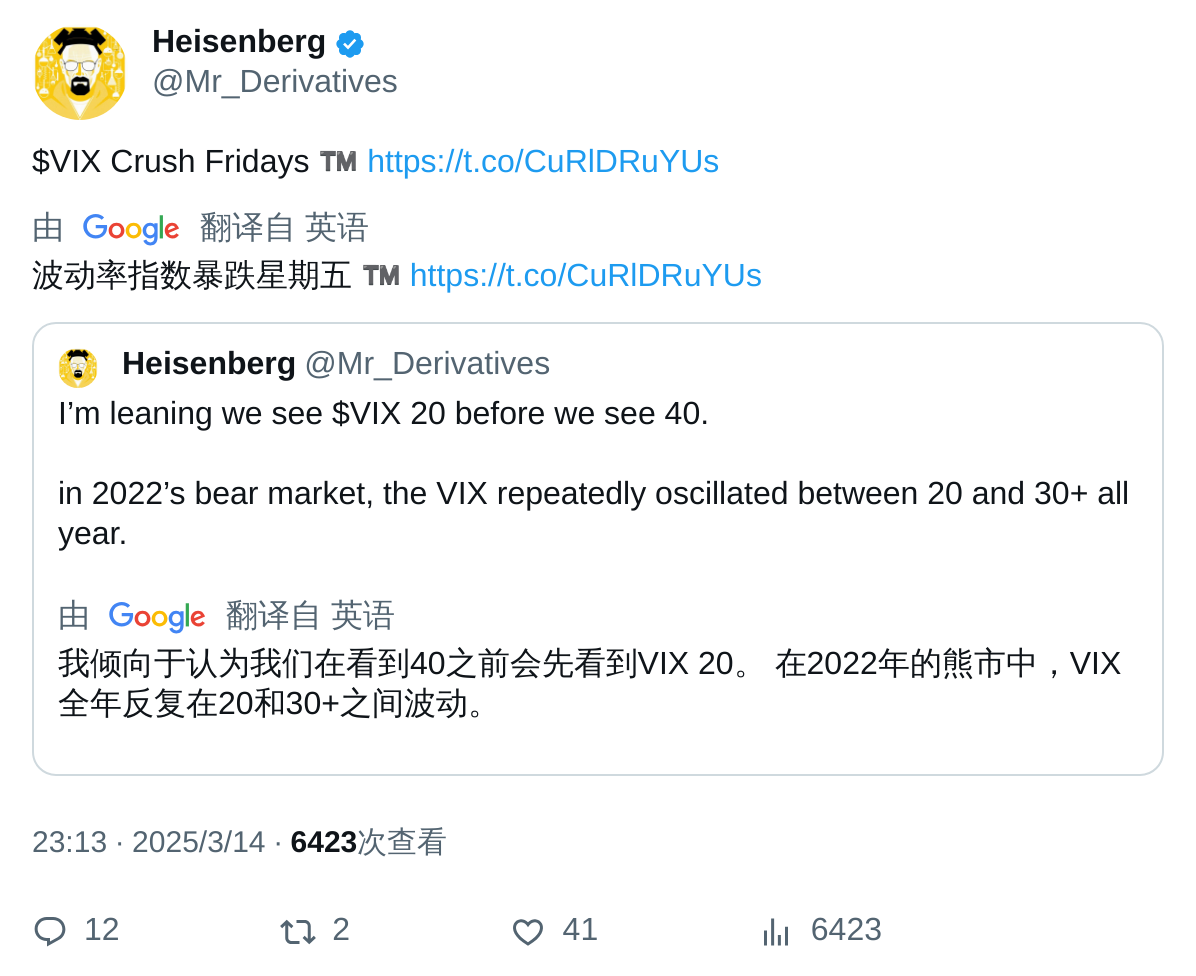 Heisenberg
@Mr_Derivatives
$VIX Crush Fridays ™️ https://t.co/CuRlDRuYUs
由 Google 翻译自 英语
波动率指数暴跌星期五 ™️ https://t.co/CuRlDRuYUs
Heisenberg @Mr_Derivatives
I’m leaning we see $VIX 20 before we see 40.
in 2022’s bear market, the VIX repeatedly oscillated between 20 and 30+ all
year.
由 Google 翻译自 英语
我倾向于认为我们在看到40之前会先看到VIX 20。 在2022年的熊市中，VIX
全年反复在20和30+之间波动。
23:13 · 2025/3/14 · 6423次查看
12 2 41 6423